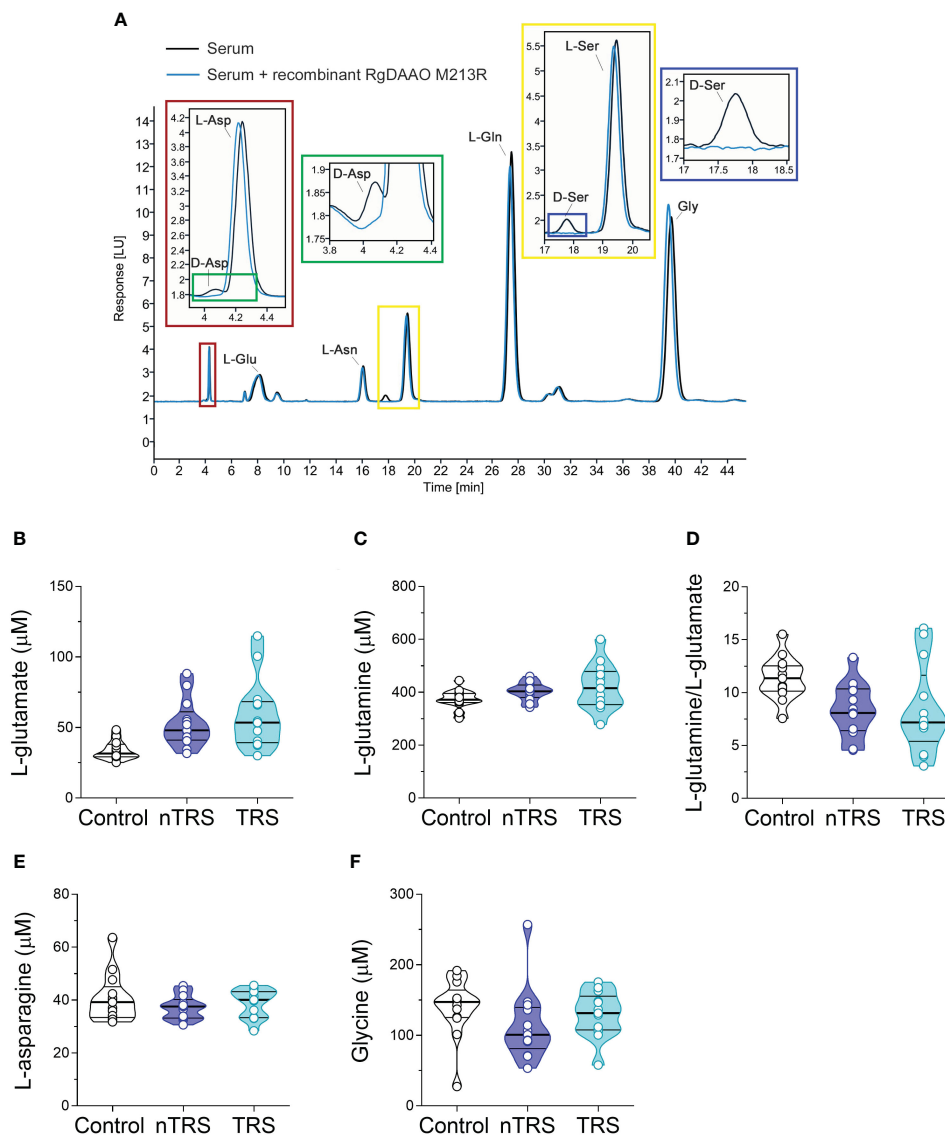 A
Serum
Serum + recombinant RgDAAO M213R
L-Asp
4.2
4
3.8
3.5
3.2
3
2.8
2.5
2.2
2
1.8
D-Asp
4
4.2
4.4
D-Asp
1.9
1.85
1.8
1.75
3.8
4
4.2
4.4
L-Ser
5.5
5
4.5
4
3.5
3
2.5
2
D-Ser
17
18
19
20
D-Ser
2.1
2
1.9
1.8
1.7
17
17.5
18
18.5
Response [LU]
14
13
12
11
10
9
8
7
6
5
4
3
2
1
0
L-Glu
L-Asn
L-Gln
Gly
0 2 4 6 8 10 12 14 16 18 20 22 24 26 28 30 32 34 36 38 40 42 44
Time [min]
B
L-glutamate (μM)
150
100
50
0
Control nTRS TRS
C
L-glutamine (μM)
800
600
400
200
0
Control nTRS TRS
D
L-glutamine/L-glutamate
20
15
10
5
0
Control nTRS TRS
E
L-asparagine (μM)
80
60
40
20
0
Control nTRS TRS
F
Glycine (μM)
300
200
150
100
50
0
Control nTRS TRS